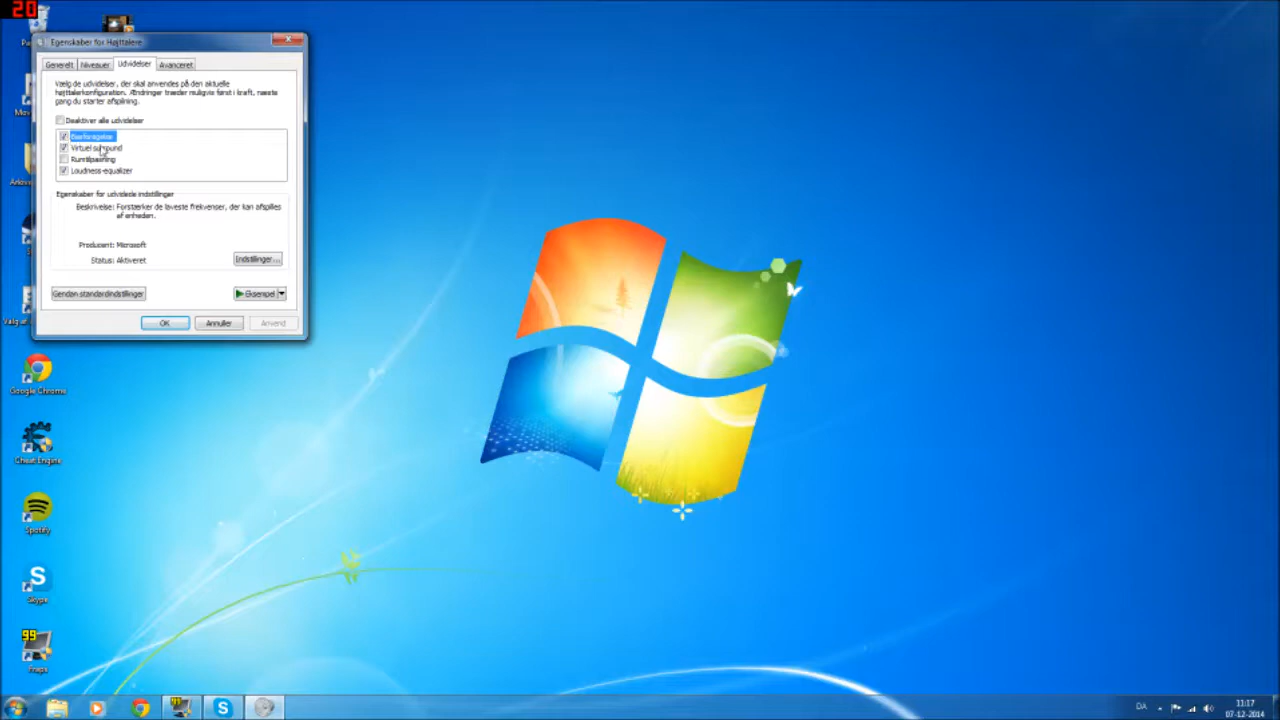 20
Egenskaber for Højttalere
Generelt Niveauer Udvidelser Avanceret
Vælg de udvidelser, der skal anvendes på den aktuelle
højttalerkonfiguration. Ændringer træder muligvis først i kraft, næste
gang du starter afspilning.
Deaktiver alle udvidelser
Basforøgelse
Virtuel surround
Rumtilpasning
Loudness-equalizer
Egenskaber for udvidede indstillinger
Beskrivelse: Forstærker de laveste frekvenser, der kan afspilles
af enheden.
Producent: Microsoft
Status: Aktiveret
Indstillinger...
Gendan standardindstillinger
Eksempel
OK Annuller Anvend
Google Chrome
Cheat Engine
Spotify
Skype
99
Fraps
DA
11:17
07-12-2014